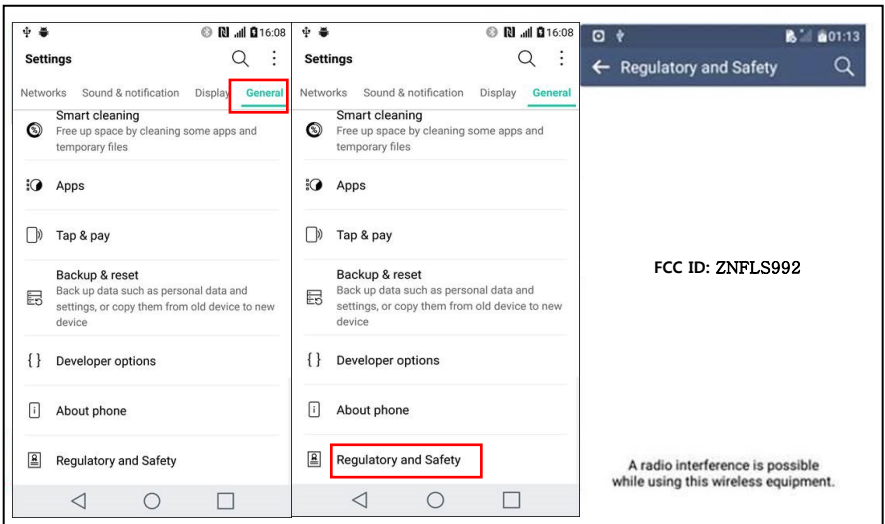 16:08
Settings
Networks Sound & notification Display General
Smart cleaning
Free up space by cleaning some apps and
temporary files
Apps
Tap & pay
Backup & reset
Back up data such as personal data and
settings, or copy them from old device to new
device
{ } Developer options
About phone
Regulatory and Safety
16:08
Settings
Networks Sound & notification Display General
Smart cleaning
Free up space by cleaning some apps and
temporary files
Apps
Tap & pay
Backup & reset
Back up data such as personal data and
settings, or copy them from old device to new
device
{ } Developer options
About phone
Regulatory and Safety
01:13
Regulatory and Safety
FCC ID: ZNFLS992
A radio interference is possible
while using this wireless equipment.